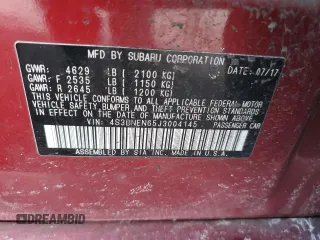 MFD BY SUBARU CORPORATION
GVWR: 4629 LB ( 2100 KG) DATE: 07/17
GAWR: F 2535 LB ( 1150 KG)
GAWR: R 2645 LB ( 1200 KG)
THIS VEHICLE CONFORMS TO ALL APPLICABLE FEDERAL MOTOR
VEHICLE SAFETY, BUMPER, AND THEFT PREVENTION STANDARDS
IN EFFECT ON THE DATE OF MANUFACTURE SHOWN ABOVE.
VIN: 4S3BNEN65J3004145 PASSENGER CAR
ASSEMBLED BY SIA, MADE IN U.S.A.
DREAMBID